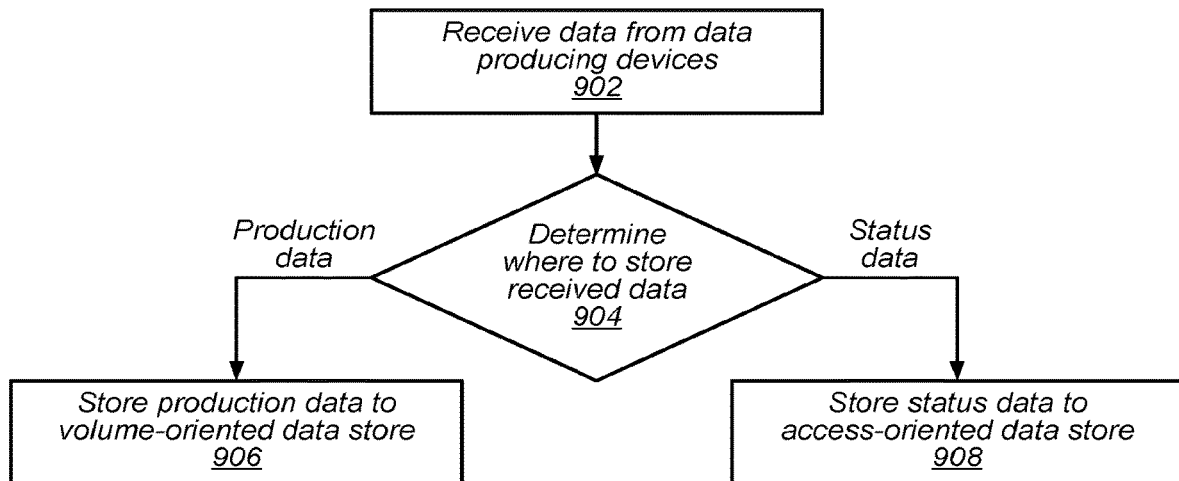 Receive data from data
producing devices
902
Production
data
Determine
where to store
received data
904
Status
data
Store production data to
volume-oriented data store
906
Store status data to
access-oriented data store
908